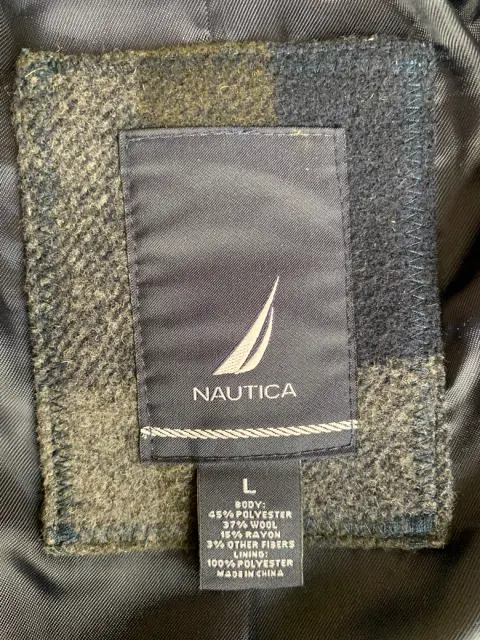 NAUTICA
L
BODY:
45% POLYESTER
37% WOOL
15% RAYON
3% OTHER FIBERS
LINING:
100% POLYESTER
MADE IN CHINA